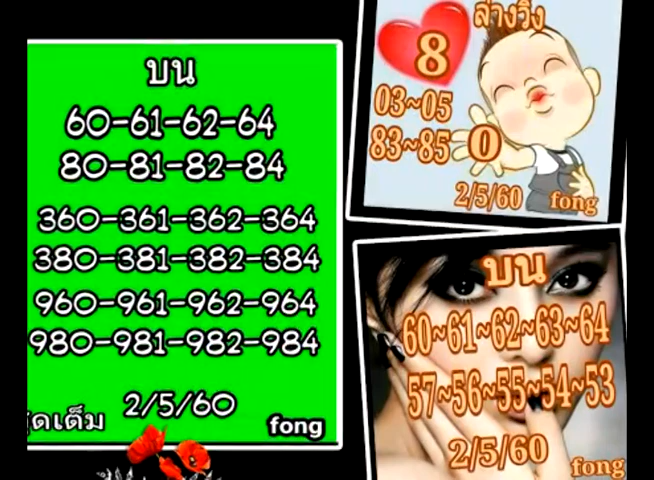 บน
60-61-62-64
80-81-82-84
360-361-362-364
380-381-382-384
960-961-962-964
980-981-982-984
2/5/60
fong
ล่างวิ่ง
8
03~05
83~85
0
2/5/60
fong
บน
60~61~62~63~64
57~56~55~54~53
2/5/60
fong